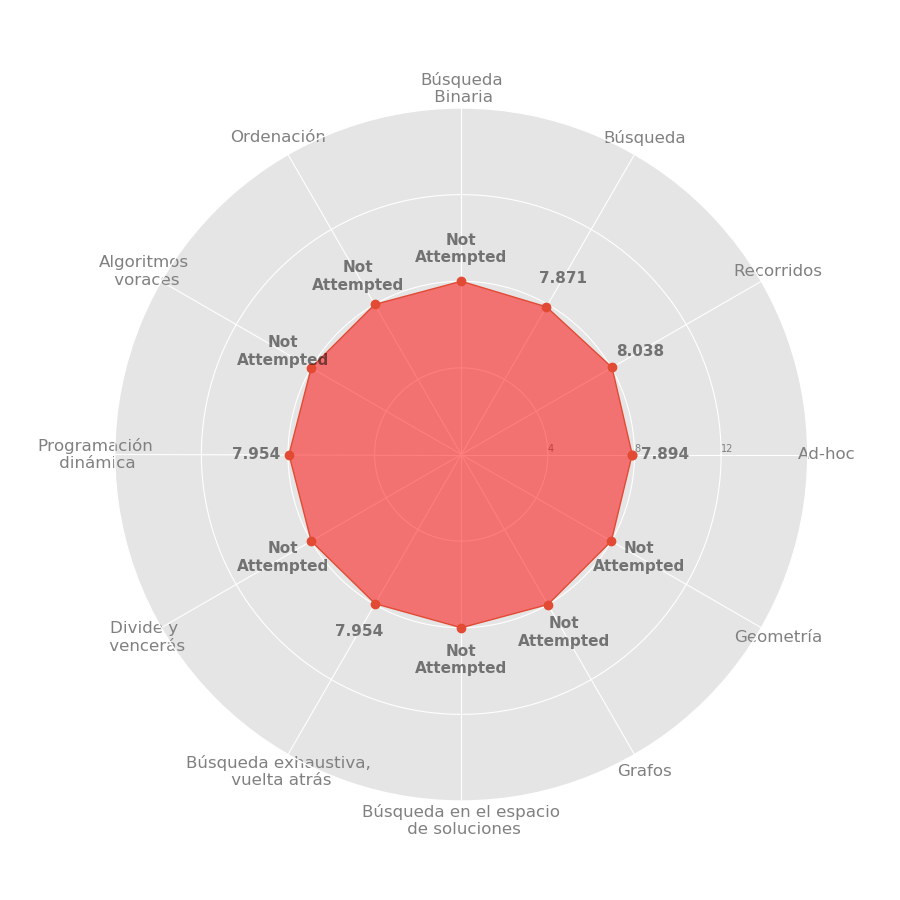 Búsqueda
Binaria
Ordenación
Búsqueda
Not
Attempted
Algoritmos
voraces
Not
Attempted
7.871
Recorridos
Not
Attempted
8.038
Programación
dinámica
7.954
4
8
12
7.894
Ad-hoc
Not
Attempted
Not
Attempted
Divide y
vencerás
7.954
Not
Attempted
Not
Attempted
Geometría
Búsqueda exhaustiva,
vuelta atrás
Grafos
Búsqueda en el espacio
de soluciones